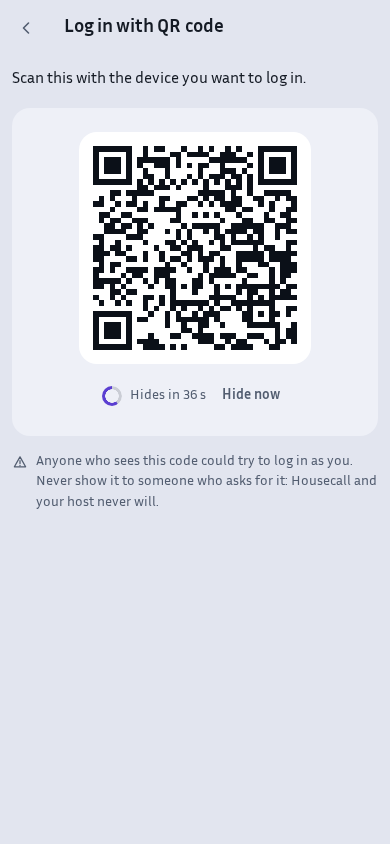 Log in with QR code
Scan this with the device you want to log in.
Hides in 36 s Hide now
Anyone who sees this code could try to log in as you.
Never show it to someone who asks for it: Housecall and
your host never will.